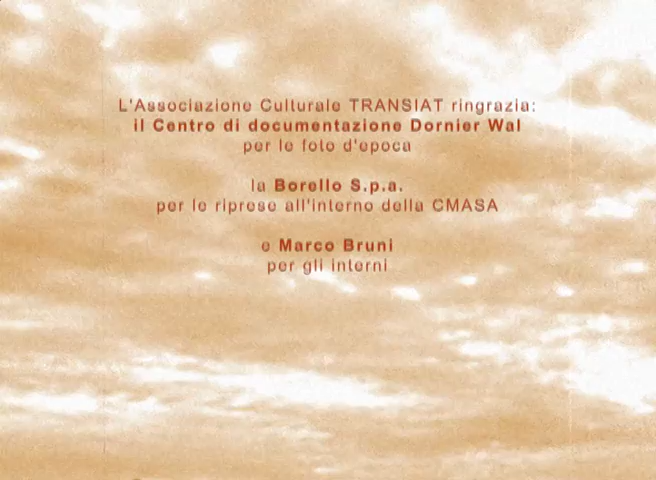 L'Associazione Culturale TRANSIAT ringrazia:
il Centro di documentazione Dornier Wal
per le foto d'epoca
la Borello S.p.a.
per le riprese all'interno della CMASA
e Marco Bruni
per gli interni